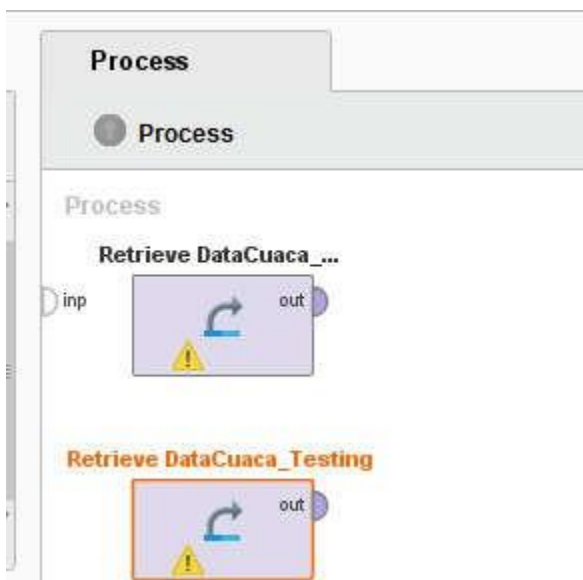 Process
Process
Process
Retrieve DataCuaca_...
inp
out
Retrieve DataCuaca_Testing
out